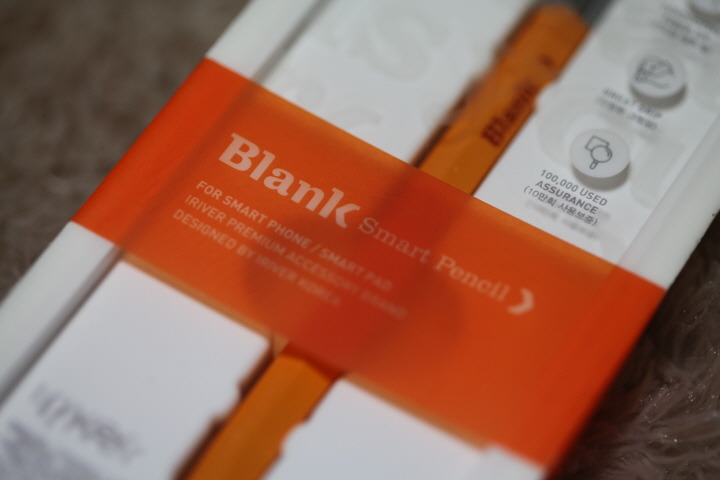 Blank Smart Pencil
FOR SMART PHONE / SMART PAD
IRIVER PREMIUM ACCESSORY BRAND
DESIGNED BY IRIVER KOREA
Blank
100,000 USED
ASSURANCE
(10만회 사용보증)